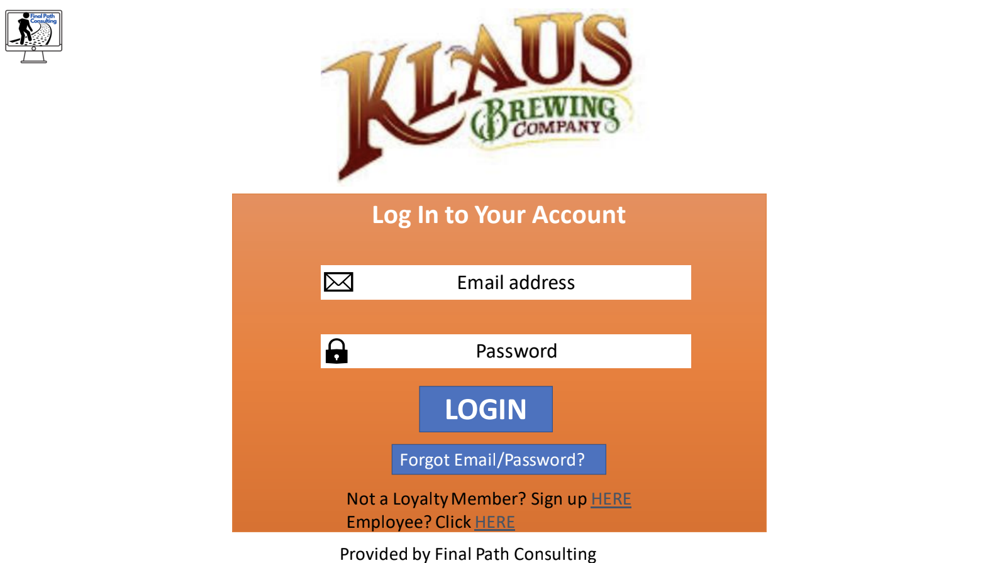 Final Path
Consulting
KLAUS
BREWING
COMPANY
Log In to Your Account
Email address
Password
LOGIN
Forgot Email/Password?
Not a Loyalty Member? Sign up HERE
Employee? Click HERE
Provided by Final Path Consulting